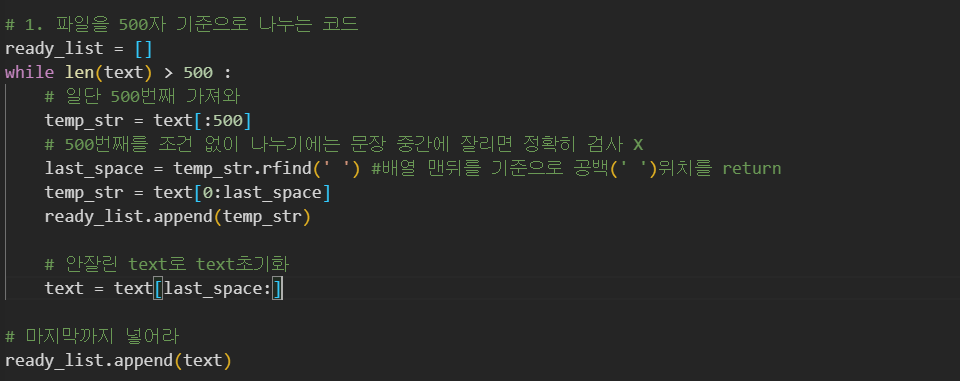 # 1. 파일을 500자 기준으로 나누는 코드
ready_list = []
while len(text) > 500 :
    # 일단 500번째 가져와
    temp_str = text[:500]
    # 500번째를 조건 없이 나누기에는 문장 중간에 잘리면 정확히 검사 X
    last_space = temp_str.rfind(' ') #배열 맨뒤를 기준으로 공백(' ')위치를 return
    temp_str = text[0:last_space]
    ready_list.append(temp_str)
    # 안잘린 text로 text초기화
    text = text[last_space:]
# 마지막까지 넣어라
ready_list.append(text)